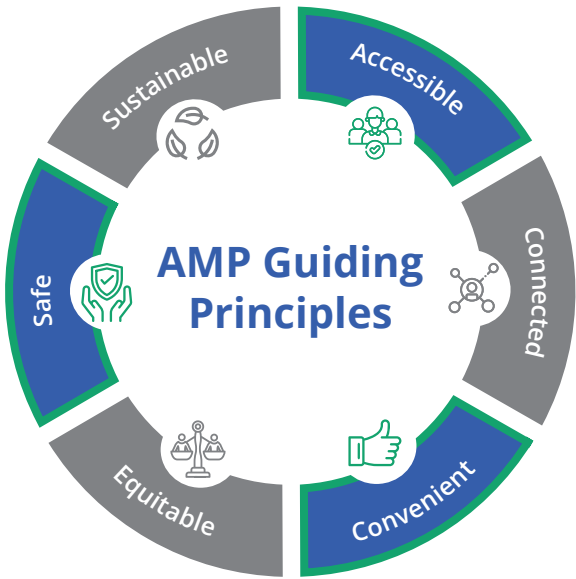 AMP Guiding
Principles
Accessible
Connected
Convenient
Equitable
Safe
Sustainable